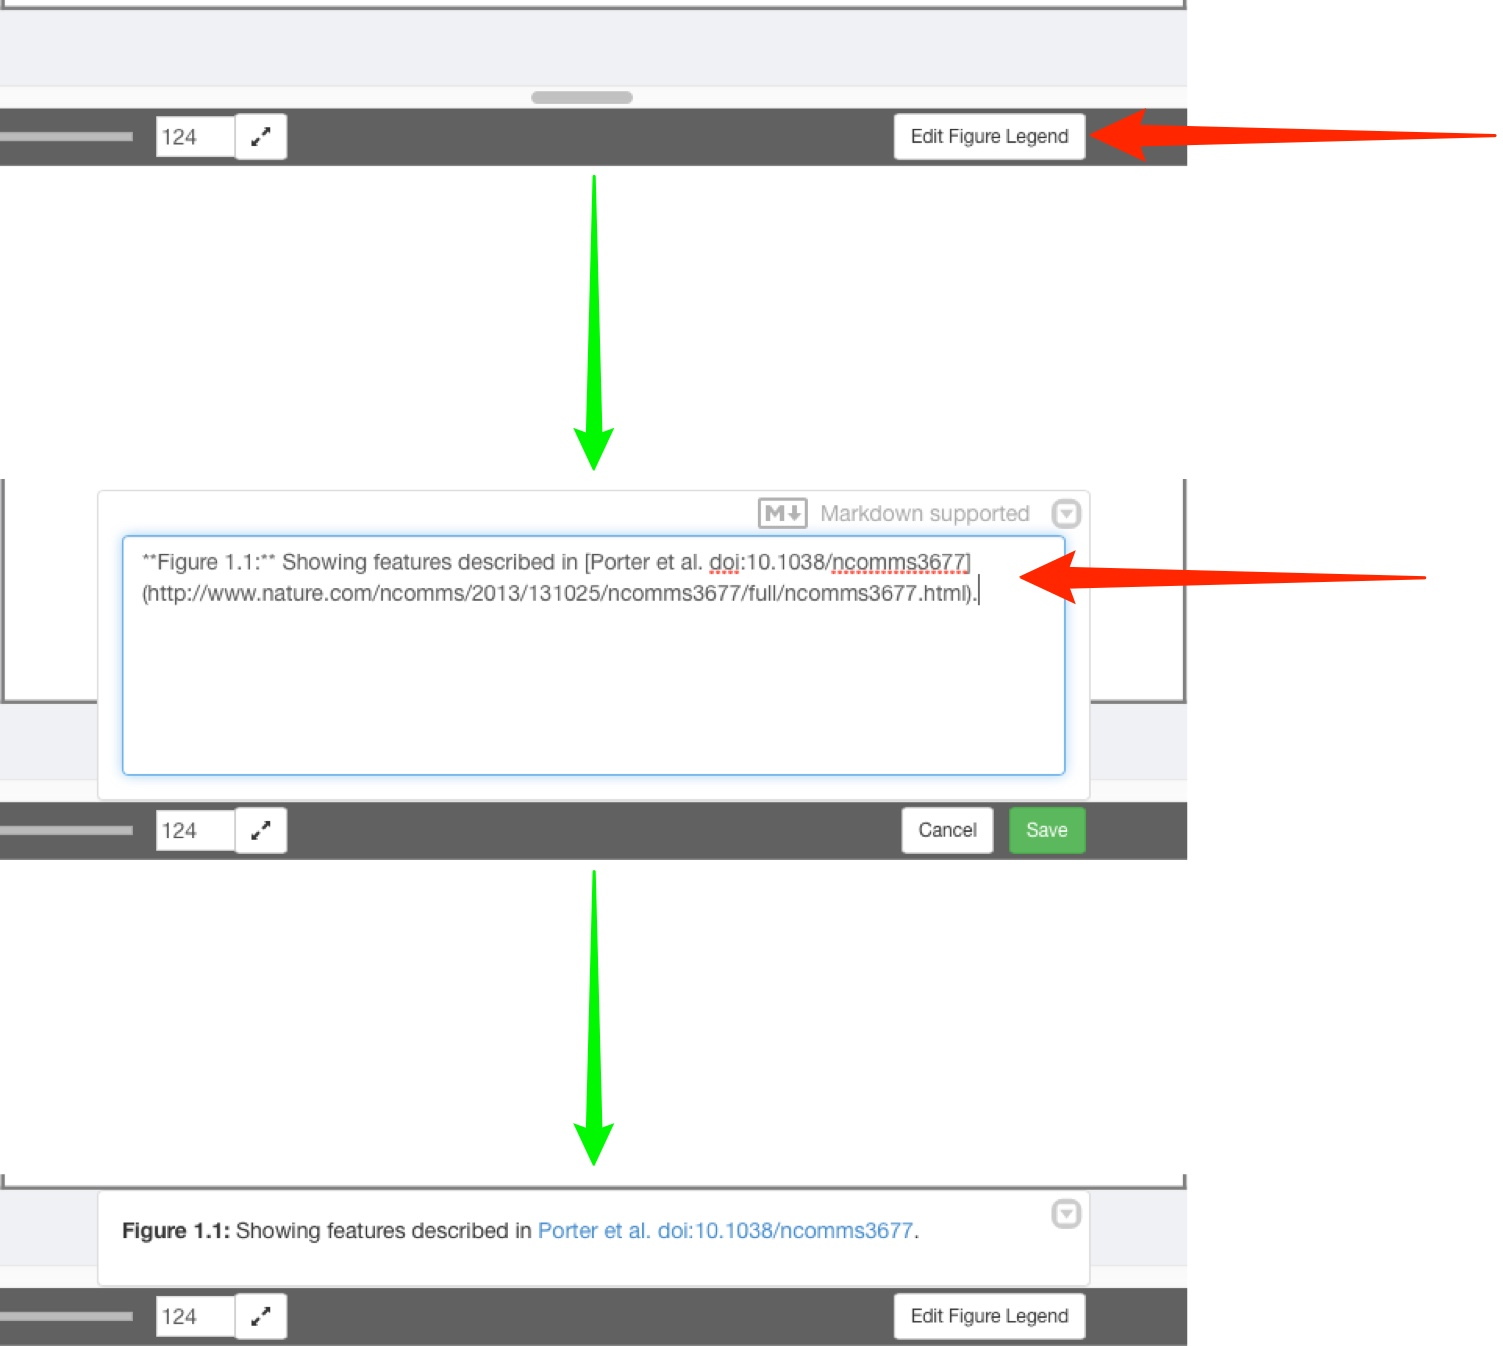 124
Edit Figure Legend
M Markdown supported
**Figure 1.1:** Showing features described in [Porter et al. doi:10.1038/ncomms3677]
(http://www.nature.com/ncomms/2013/131025/ncomms3677/full/ncomms3677.html).
124
Cancel
Save
Figure 1.1: Showing features described in Porter et al. doi:10.1038/ncomms3677.
124
Edit Figure Legend